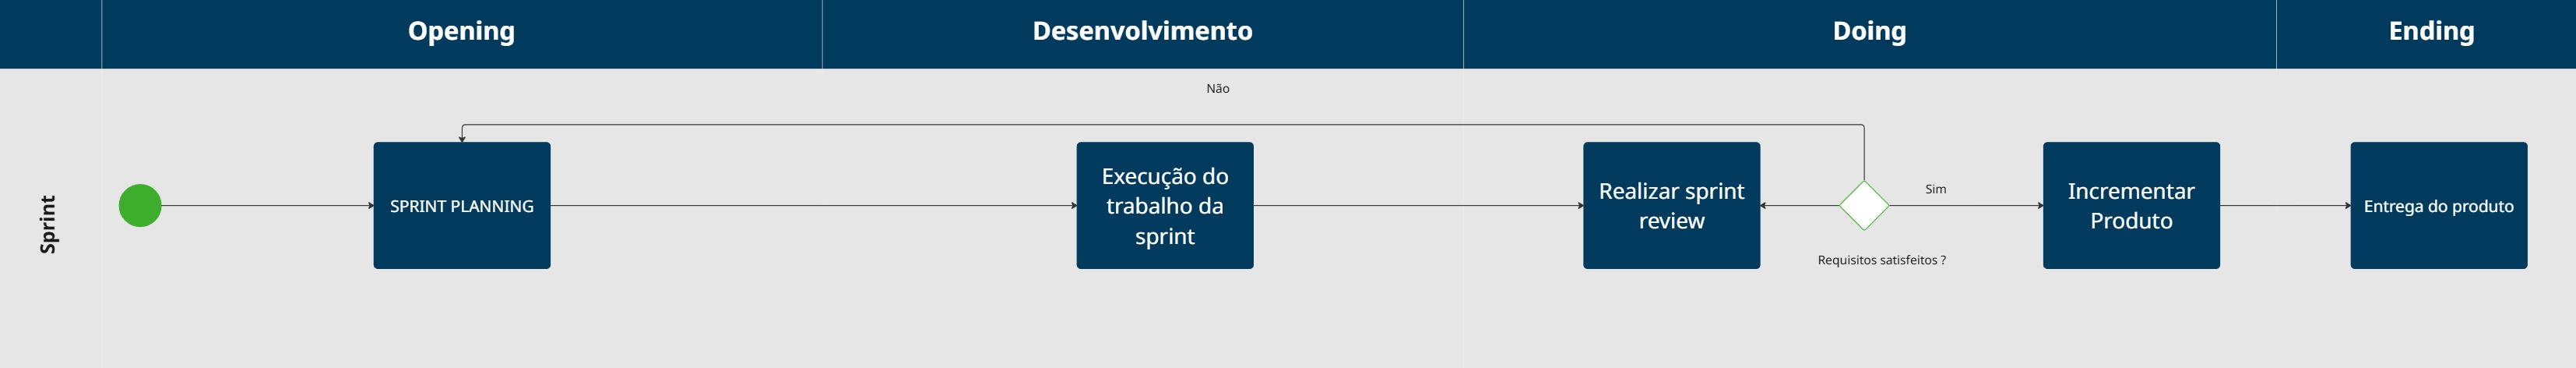 Opening
Desenvolvimento
Doing
Ending
Sprint
Não
SPRINT PLANNING
Execução do
trabalho da
sprint
Realizar sprint
review
Requisitos satisfeitos ?
Sim
Incrementar
Produto
Entrega do produto